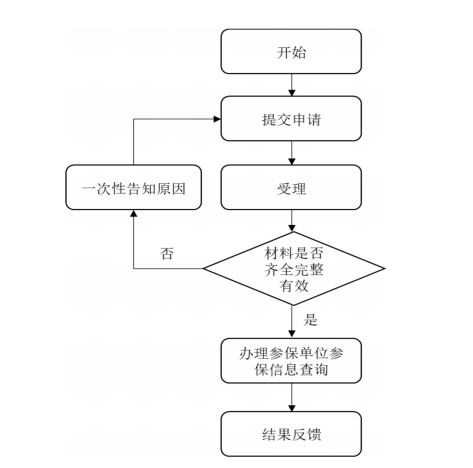 开始
提交申请
一次性告知原因
受理
材料是否
齐全完整
有效
否
是
办理参保单位参
保信息查询
结果反馈